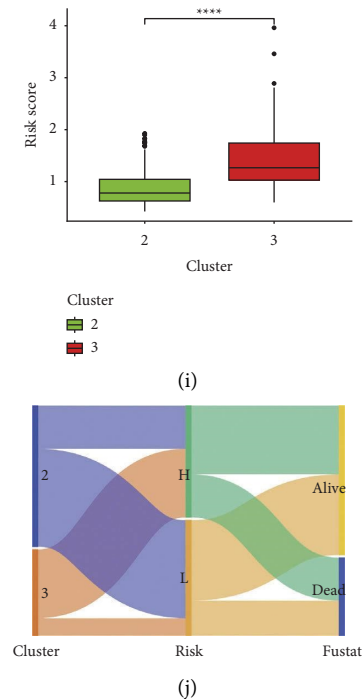 ****
4
3
2
1
Risk score
2
3
Cluster
Cluster
2
3
(i)
2
3
H
L
Alive
Dead
Cluster Risk Fustat
(j)